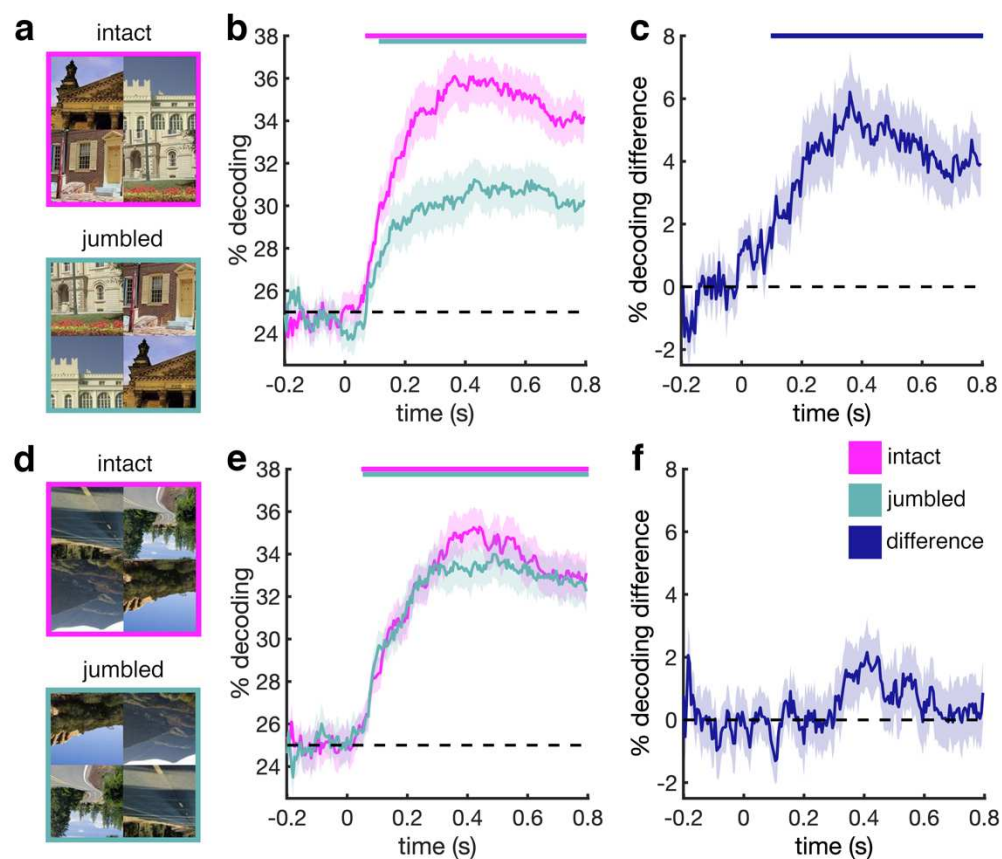 a
intact
jumbled
b
38
36
34
32
30
28
26
24
% decoding
-0.2 0 0.2 0.4 0.6 0.8
time (s)
c
8
6
4
2
0
-2
% decoding difference
-0.2 0 0.2 0.4 0.6 0.8
time (s)
d
intact
jumbled
e
38
36
34
32
30
28
26
24
% decoding
-0.2 0 0.2 0.4 0.6 0.8
time (s)
f
8
6
4
2
0
-2
% decoding difference
intact
jumbled
difference
-0.2 0 0.2 0.4 0.6 0.8
time (s)